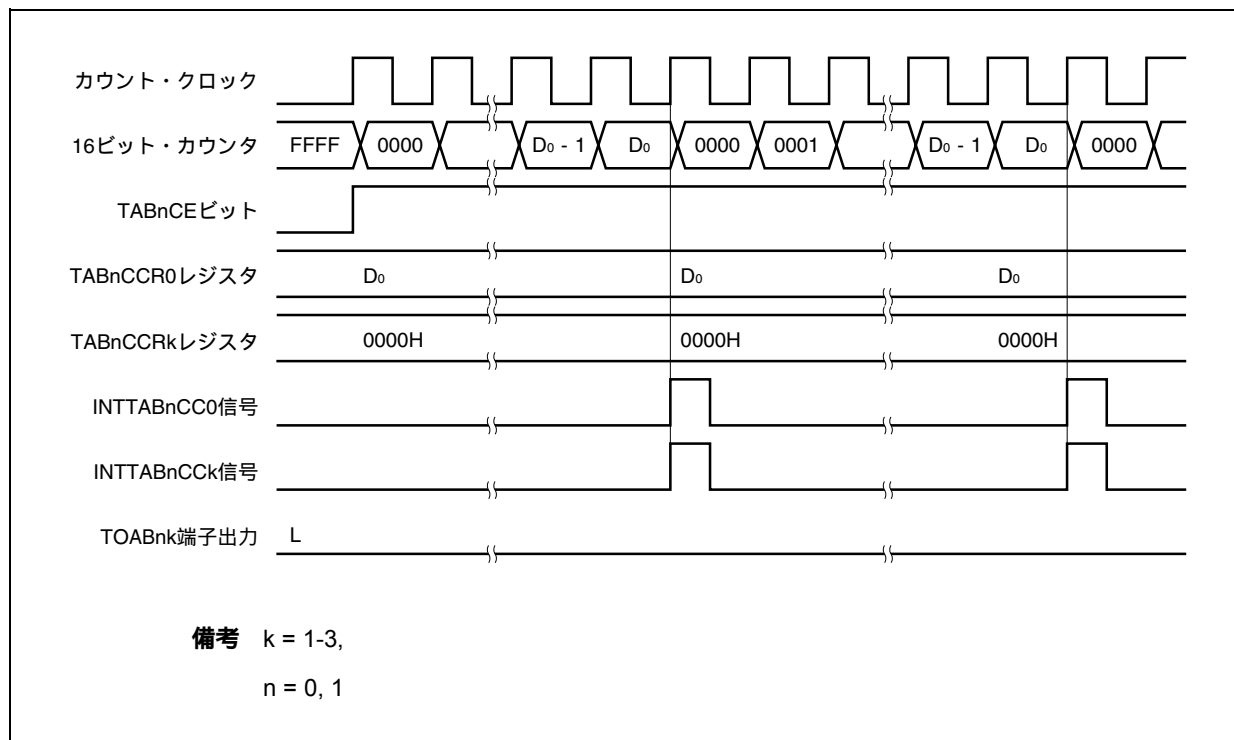 カウント・クロック
16ビット・カウンタ FFFF 0000 D0 - 1 D0 0000 0001 D0 - 1 D0 0000
TABnCEビット
TABnCCR0レジスタ D0 D0 D0
TABnCCRkレジスタ 0000H 0000H 0000H
INTTABnCC0信号
INTTABnCCk信号
TOABnk端子出力 L
備考 k = 1-3,
n = 0, 1